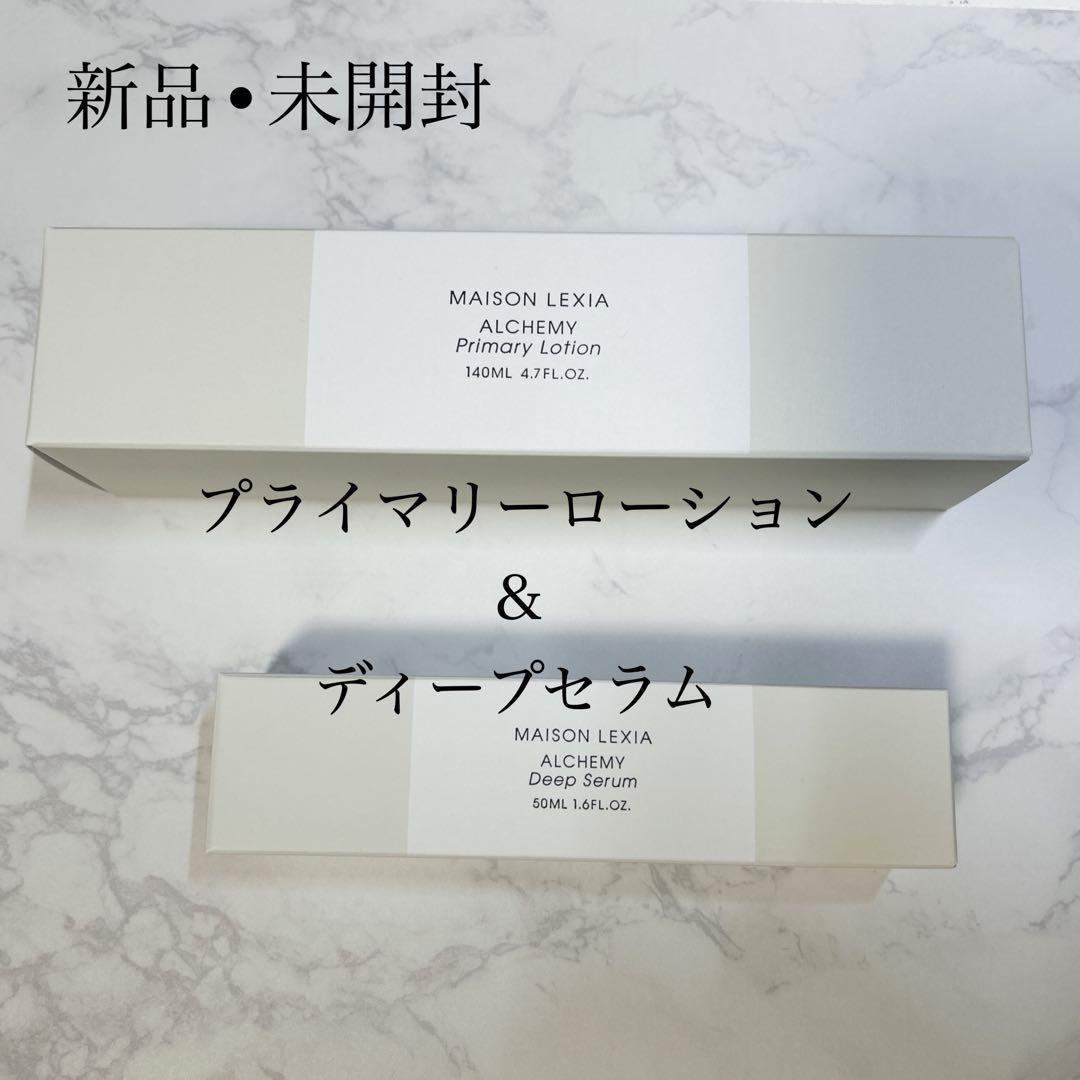 新品•未開封
MAISON LEXIA
ALCHEMY
Primary Lotion
140ML 4.7FL.OZ.
プライマリーローション
&
ディープセラム
MAISON LEXIA
ALCHEMY
Deep Serum
50ML 1.6FL.OZ.